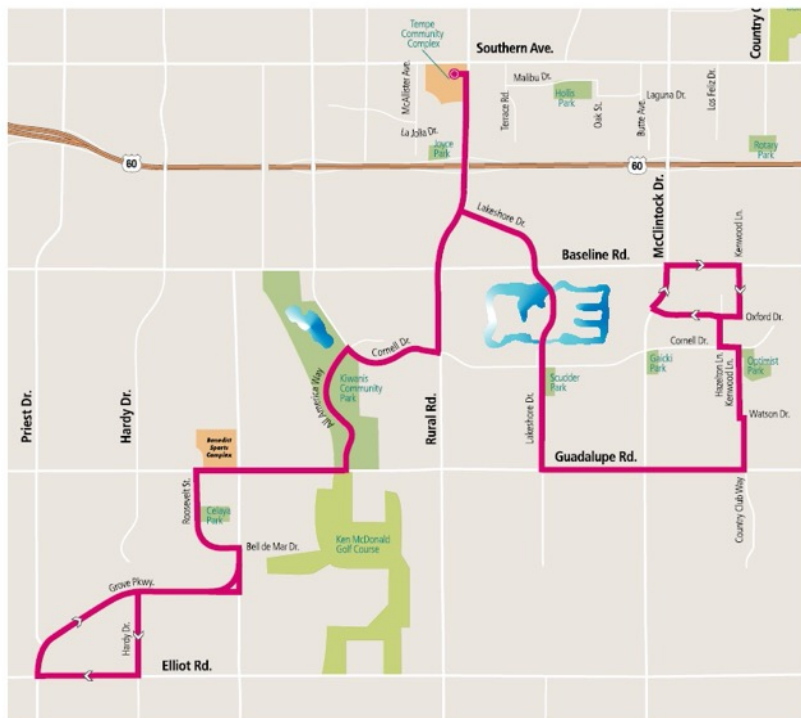 Tempe
Community
Complex
Southern Ave.
Country C
McAllister Ave.
Malibu Dr.
Hollis
Park
Laguna Dr.
Los Feliz Dr.
Terrace Rd.
Oak St.
Butte Ave.
La Jolla Dr.
Joyce
Park
Rotary
Park
60
60
McClintock Dr.
Kenwood Ln.
Lakeshore Dr.
Baseline Rd.
Oxford Dr.
Cornell Dr.
Cornell Dr.
Hazelton Ln.
Kenwood Ln.
Gaicki
Park
Optimist
Park
All America Way
Kiwanis
Community
Park
Scudder
Park
Rural Rd.
Lakeshore Dr.
Watson Dr.
Priest Dr.
Hardy Dr.
Benedict
Sports
Complex
Guadalupe Rd.
Roosevelt St.
Celaya
Park
Country Club Way
Bell de Mar Dr.
Ken McDonald
Golf Course
Grove Pkwy.
Hardy Dr.
Elliot Rd.